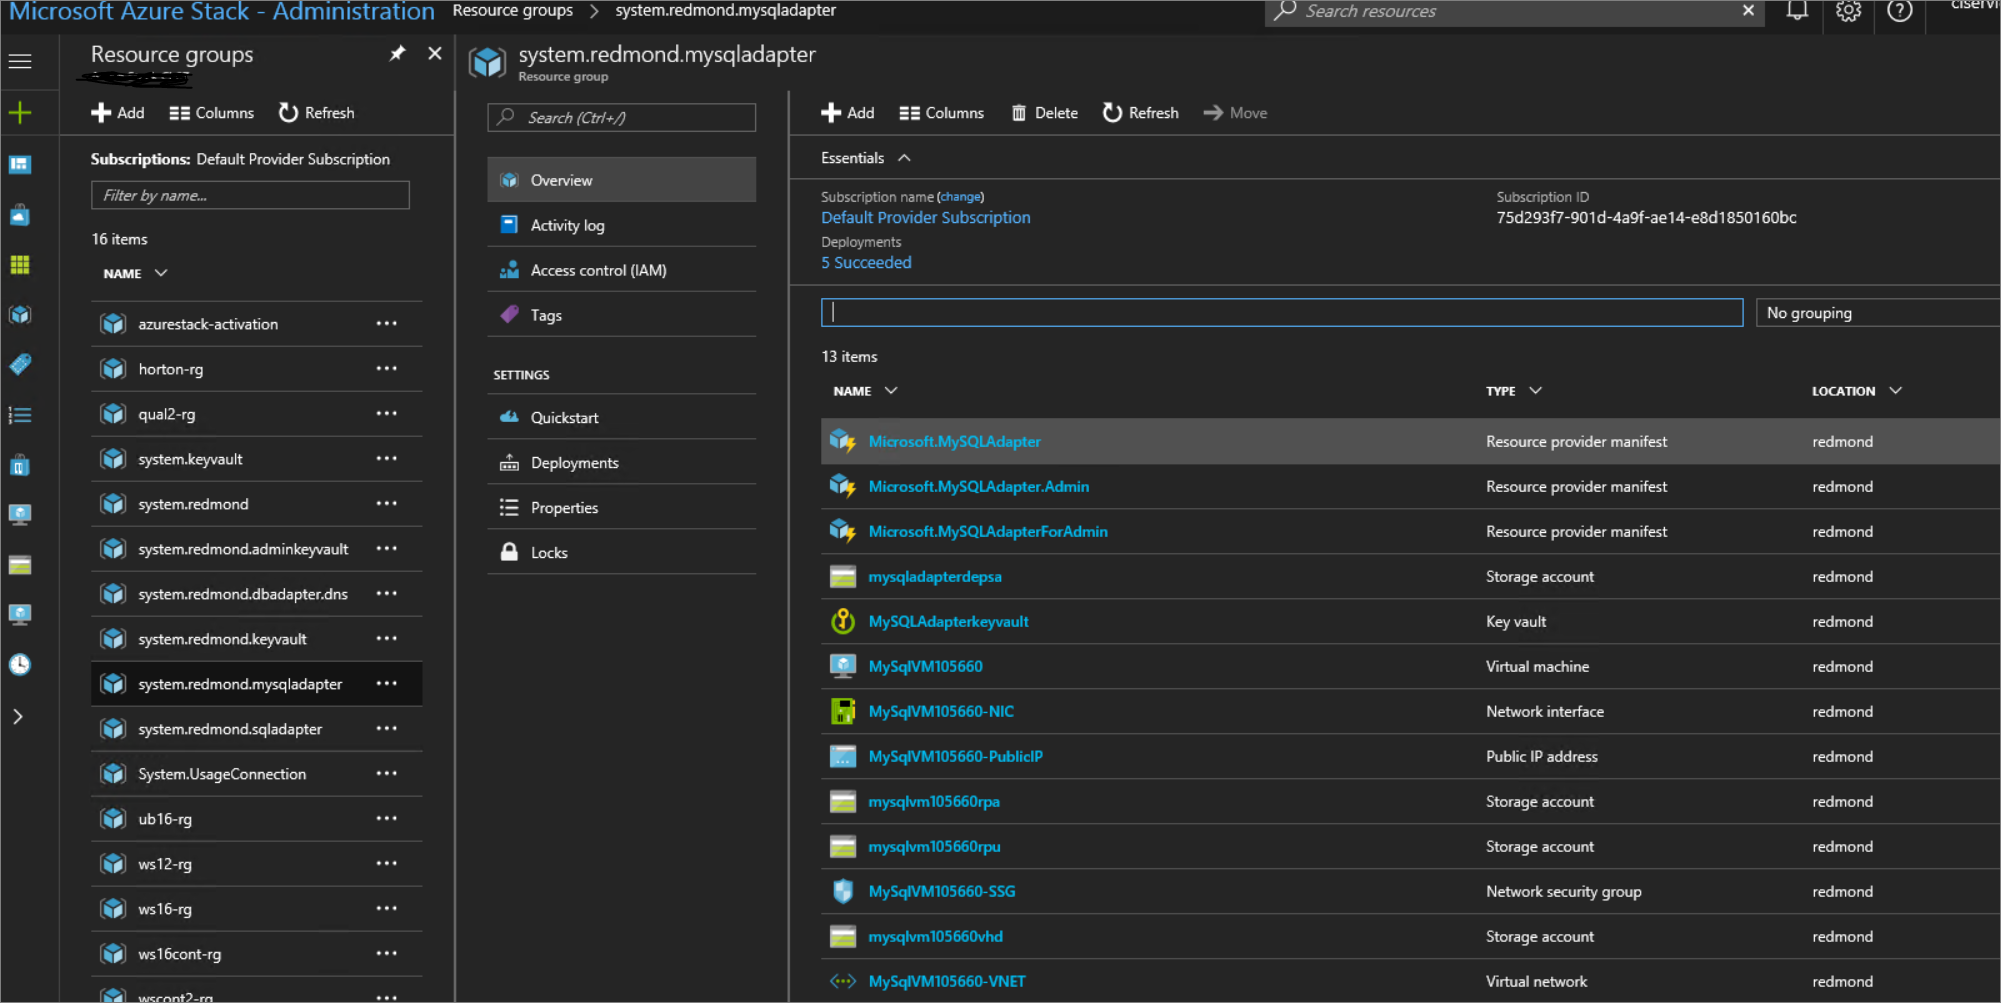 Microsoft Azure Stack - Administration
Resource groups > system.redmond.mysqladapter
Search resources
Resource groups
Add
Columns
Refresh
Subscriptions: Default Provider Subscription
Filter by name...
16 items
NAME
azurestack-activation
horton-rg
qual2-rg
system.keyvault
system.redmond
system.redmond.adminkeyvault
system.redmond.dbadapter.dns
system.redmond.keyvault
system.redmond.mysqladapter
system.redmond.sqladapter
System.UsageConnection
ub16-rg
ws12-rg
ws16-rg
ws16cont-rg
wscont2-rg
system.redmond.mysqladapter
Resource group
Search (Ctrl+/)
Overview
Activity log
Access control (IAM)
Tags
SETTINGS
Quickstart
Deployments
Properties
Locks
Add
Columns
Delete
Refresh
Move
Essentials
Subscription name (change)
Default Provider Subscription
Deployments
5 Succeeded
Subscription ID
75d293f7-901d-4a9f-ae14-e8d1850160bc
No grouping
13 items
NAME TYPE LOCATION
Microsoft.MySQLAdapter Resource provider manifest redmond
Microsoft.MySQLAdapter.Admin Resource provider manifest redmond
Microsoft.MySQLAdapterForAdmin Resource provider manifest redmond
mysqladapterdepsa Storage account redmond
MySQLAdapterkeyvault Key vault redmond
MySqlVM105660 Virtual machine redmond
MySqlVM105660-NIC Network interface redmond
MySqlVM105660-PublicIP Public IP address redmond
mysqlvm105660rpa Storage account redmond
mysqlvm105660rpu Storage account redmond
MySqlVM105660-SSG Network security group redmond
mysqlvm105660vhd Storage account redmond
MySqlVM105660-VNET Virtual network redmond